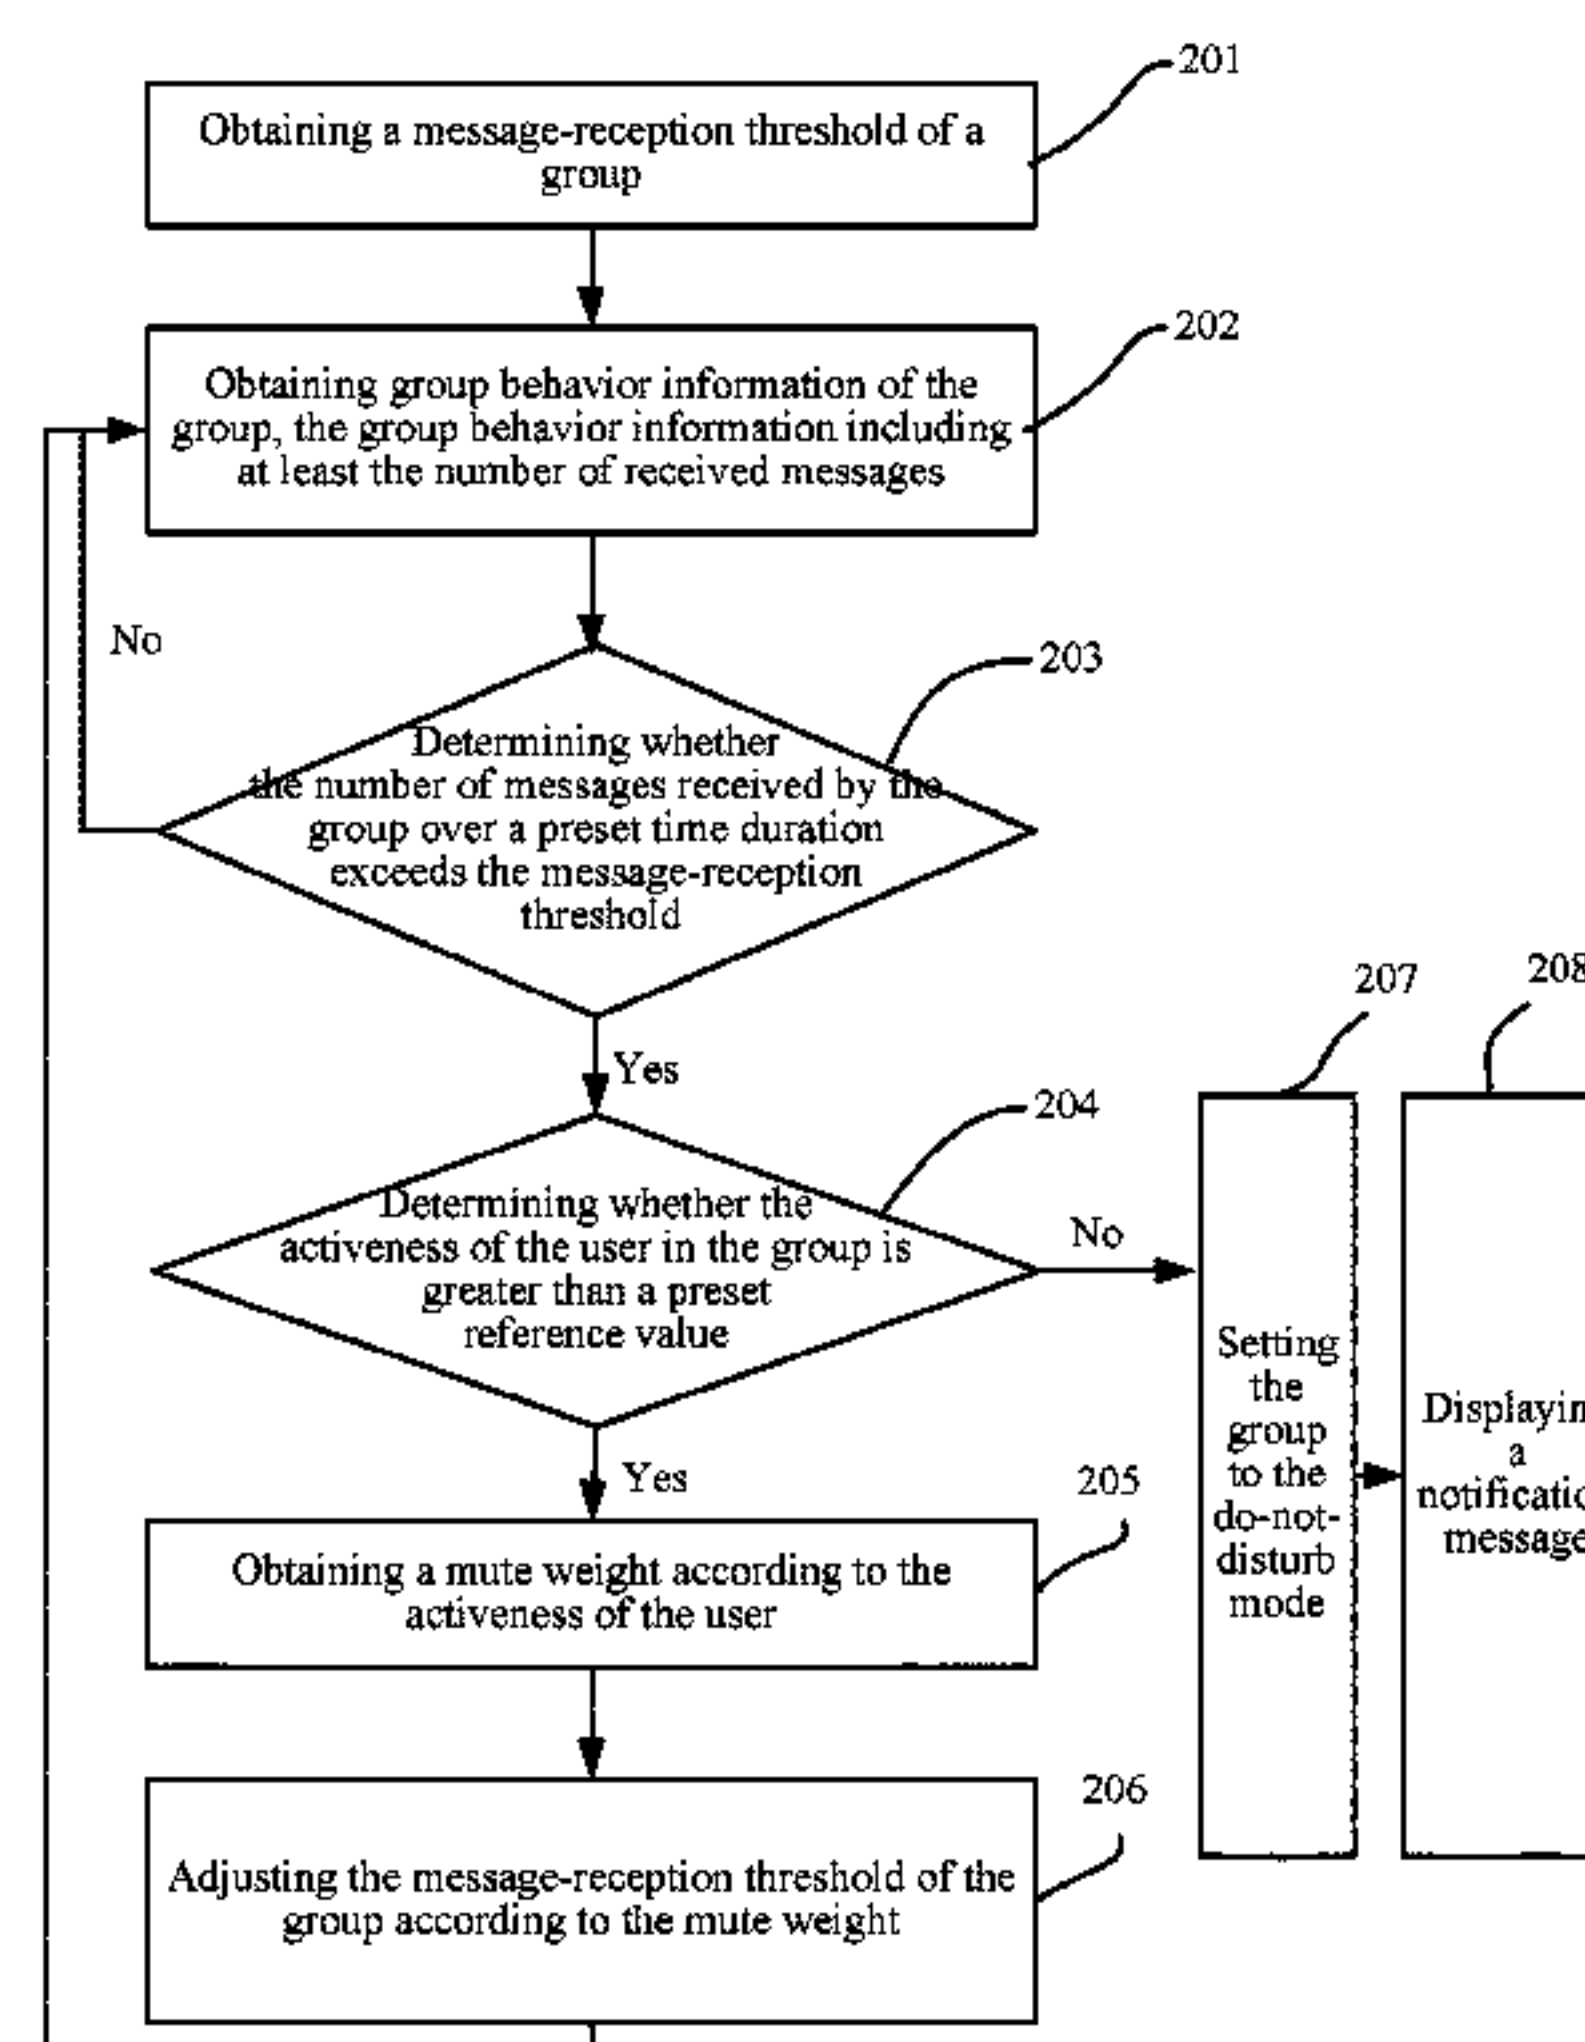 201
Obtaining a message-reception threshold of a
group
202
Obtaining group behavior information of the
group, the group behavior information including
at least the number of received messages
No
203
Determining whether
the number of messages received by the
group over a preset time duration
exceeds the message-reception
threshold
Yes
204
Determining whether the
activeness of the user in the group is
greater than a preset
reference value
No
Yes
205
Obtaining a mute weight according to the
activeness of the user
206
Adjusting the message-reception threshold of the
group according to the mute weight
207
Setting
the
group
to the
do-not-
disturb
mode
208
Displayin
a
notificatio
message